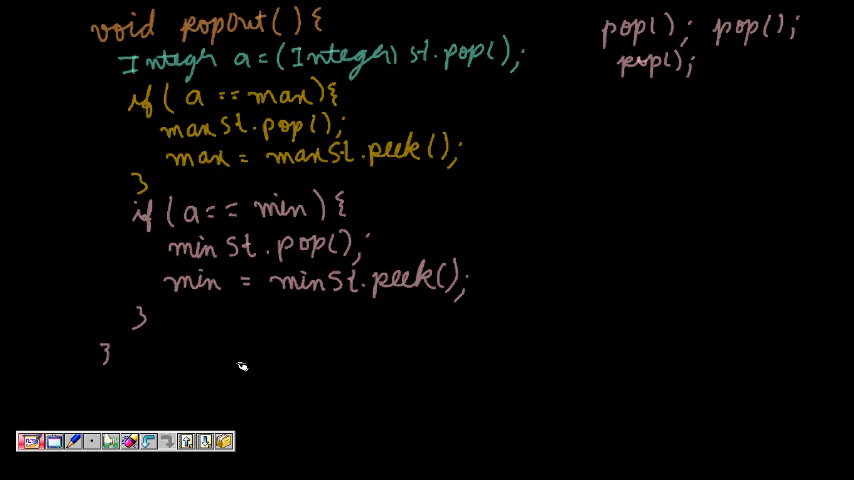 void popOut() {
Integer a = (Integer) st.pop();
if( a == max){
maxSt.pop();
max = maxSt.peek();
}
if ( a == min ) {
minSt.pop();
min = minSt.peek();
}
}
pop(); pop();
pop();